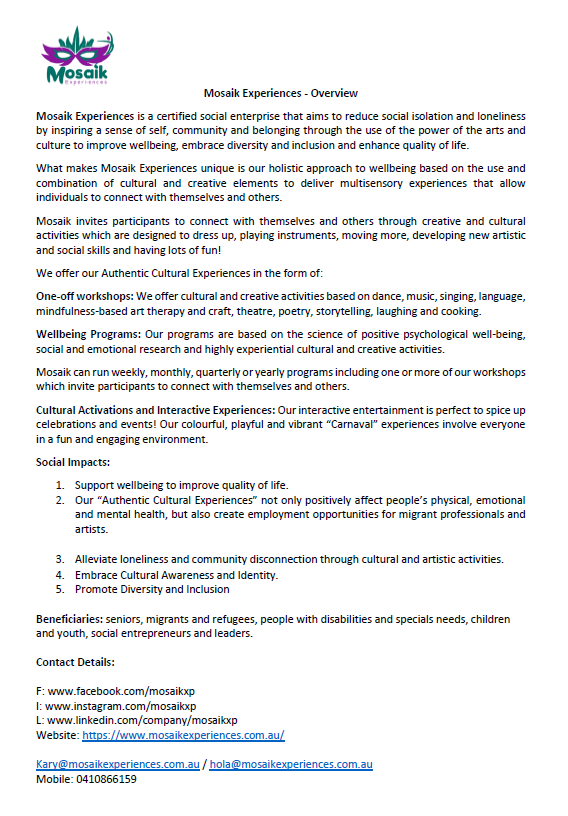 Mosaik
Experiences
Mosaik Experiences - Overview
Mosaik Experiences is a certified social enterprise that aims to reduce social isolation and loneliness
by inspiring a sense of self, community and belonging through the use of the power of the arts and
culture to improve wellbeing, embrace diversity and inclusion and enhance quality of life.
What makes Mosaik Experiences unique is our holistic approach to wellbeing based on the use and
combination of cultural and creative elements to deliver multisensory experiences that allow
individuals to connect with themselves and others.
Mosaik invites participants to connect with themselves and others through creative and cultural
activities which are designed to dress up, playing instruments, moving more, developing new artistic
and social skills and having lots of fun!
We offer our Authentic Cultural Experiences in the form of:
One-off workshops: We offer cultural and creative activities based on dance, music, singing, language,
mindfulness-based art therapy and craft, theatre, poetry, storytelling, laughing and cooking.
Wellbeing Programs: Our programs are based on the science of positive psychological well-being,
social and emotional research and highly experiential cultural and creative activities.
Mosaik can run weekly, monthly, quarterly or yearly programs including one or more of our workshops
which invite participants to connect with themselves and others.
Cultural Activations and Interactive Experiences: Our interactive entertainment is perfect to spice up
celebrations and events! Our colourful, playful and vibrant “Carnaval” experiences involve everyone
in a fun and engaging environment.
Social Impacts:
1. Support wellbeing to improve quality of life.
2. Our “Authentic Cultural Experiences” not only positively affect people’s physical, emotional
and mental health, but also create employment opportunities for migrant professionals and
artists.
3. Alleviate loneliness and community disconnection through cultural and artistic activities.
4. Embrace Cultural Awareness and Identity.
5. Promote Diversity and Inclusion
Beneficiaries: seniors, migrants and refugees, people with disabilities and specials needs, children
and youth, social entrepreneurs and leaders.
Contact Details:
F: www.facebook.com/mosaikxp
I: www.instagram.com/mosaikxp
L: www.linkedin.com/company/mosaikxp
Website: https://www.mosaikexperiences.com.au/
Kary@mosaikexperiences.com.au / hola@mosaikexperiences.com.au
Mobile: 0410866159